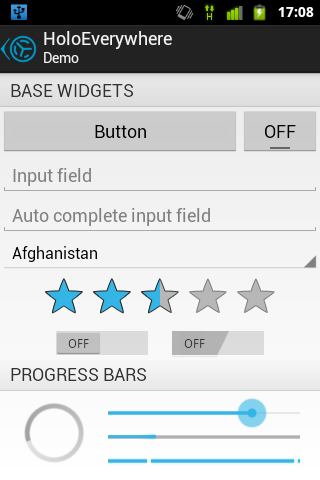 H
17:08
HoloEverywhere
Demo
BASE WIDGETS
Button
OFF
Input field
Auto complete input field
Afghanistan
OFF
OFF
PROGRESS BARS